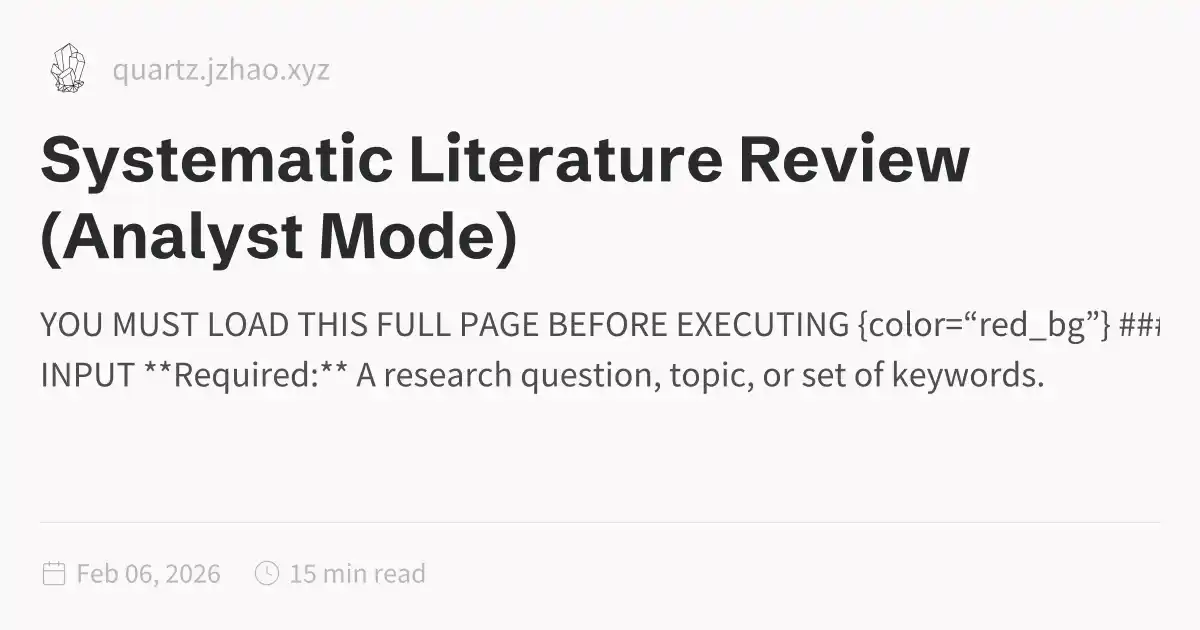 quartz.jzhao.xyz
Systematic Literature Review
(Analyst Mode)
YOU MUST LOAD THIS FULL PAGE BEFORE EXECUTING {color=“red_bg”} ###
INPUT **Required:** A research question, topic, or set of keywords.
Feb 06, 2026
15 min read